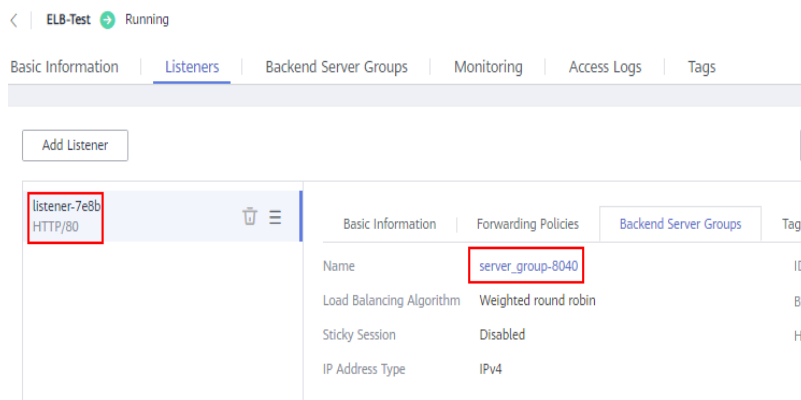 ELB-Test Running
Basic Information Listeners Backend Server Groups Monitoring Access Logs Tags
Add Listener
listener-7e8b
HTTP/80
Basic Information Forwarding Policies Backend Server Groups Tag
Name server_group-8040
Load Balancing Algorithm Weighted round robin B
Sticky Session Disabled H
IP Address Type IPv4